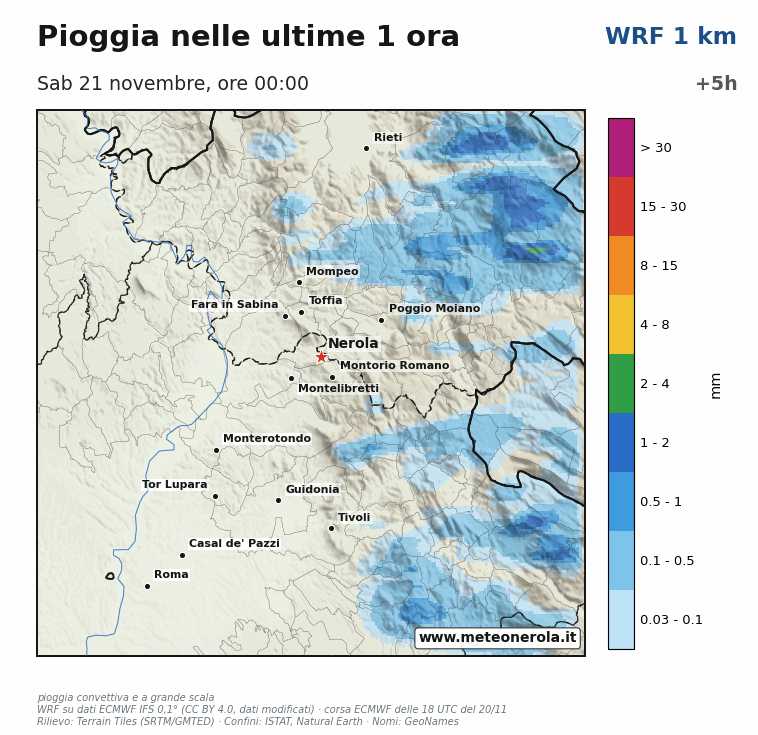 Pioggia nelle ultime 1 ora
WRF 1 km
Sab 21 novembre, ore 00:00
+5h
Rieti
Mompeo
Fara in Sabina
Toffia
Poggio Moiano
Nerola
Montorio Romano
Montelibretti
Monterotondo
Tor Lupara
Guidonia
Tivoli
Casal de' Pazzi
Roma
www.meteonerola.it
> 30
15 - 30
8 - 15
4 - 8
2 - 4
1 - 2
0.5 - 1
0.1 - 0.5
0.03 - 0.1
mm
pioggia convettiva e a grande scala
WRF su dati ECMWF IFS 0,1° (CC BY 4.0, dati modificati) · corsa ECMWF delle 18 UTC del 20/11
Rilievo: Terrain Tiles (SRTM/GMTED) · Confini: ISTAT, Natural Earth · Nomi: GeoNames